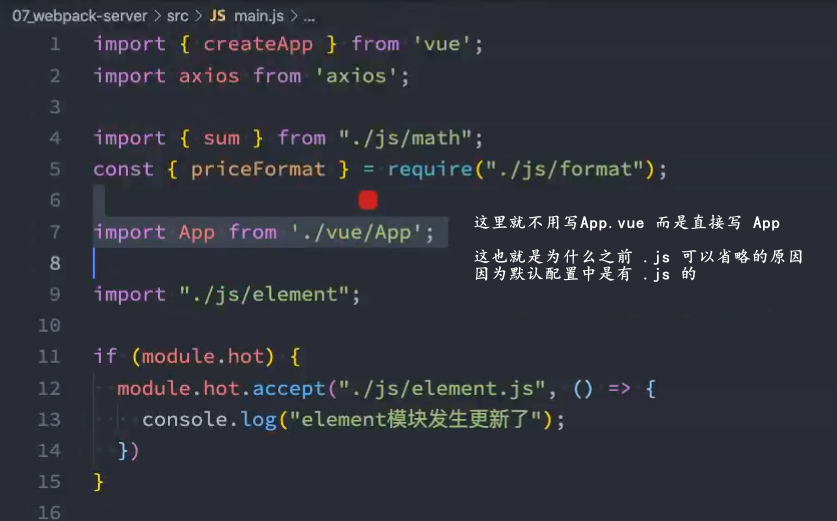 07_webpack-server > src > JS main.js > ...
1 import { createApp } from 'vue';
2 import axios from 'axios';
3
4 import { sum } from "./js/math";
5 const { priceFormat } = require("./js/format");
6
7 import App from './vue/App';
这里就不用写App.vue 而是直接写 App
8
这也就是为什么之前 .js 可以省略的原因
因为默认配置中是有 .js 的
9 import "./js/element";
10
11 if (module.hot) {
12 module.hot.accept("./js/element.js", () => {
13 console.log("element模块发生更新了");
14 })
15 }
16